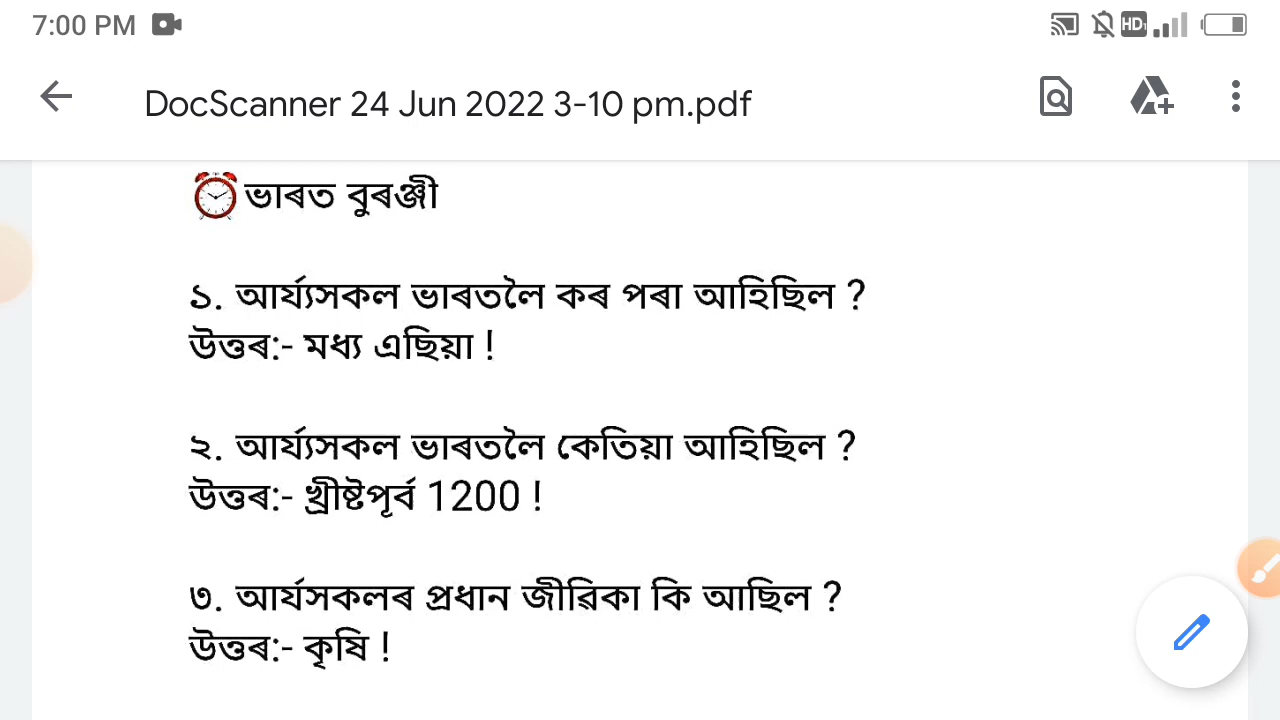 7:00 PM
HD
DocScanner 24 Jun 2022 3-10 pm.pdf
ভাৰত বুৰঞ্জী
১. আৰ্য্যসকল ভাৰতলৈ কৰ পৰা আহিছিল ?
উত্তৰ:- মধ্য এছিয়া !
২. আৰ্য্যসকল ভাৰতলৈ কেতিয়া আহিছিল ?
উত্তৰ:- খ্ৰীষ্টপূৰ্ব 1200 !
৩. আৰ্যসকলৰ প্ৰধান জীৱিকা কি আছিল ?
উত্তৰ:- কৃষি !